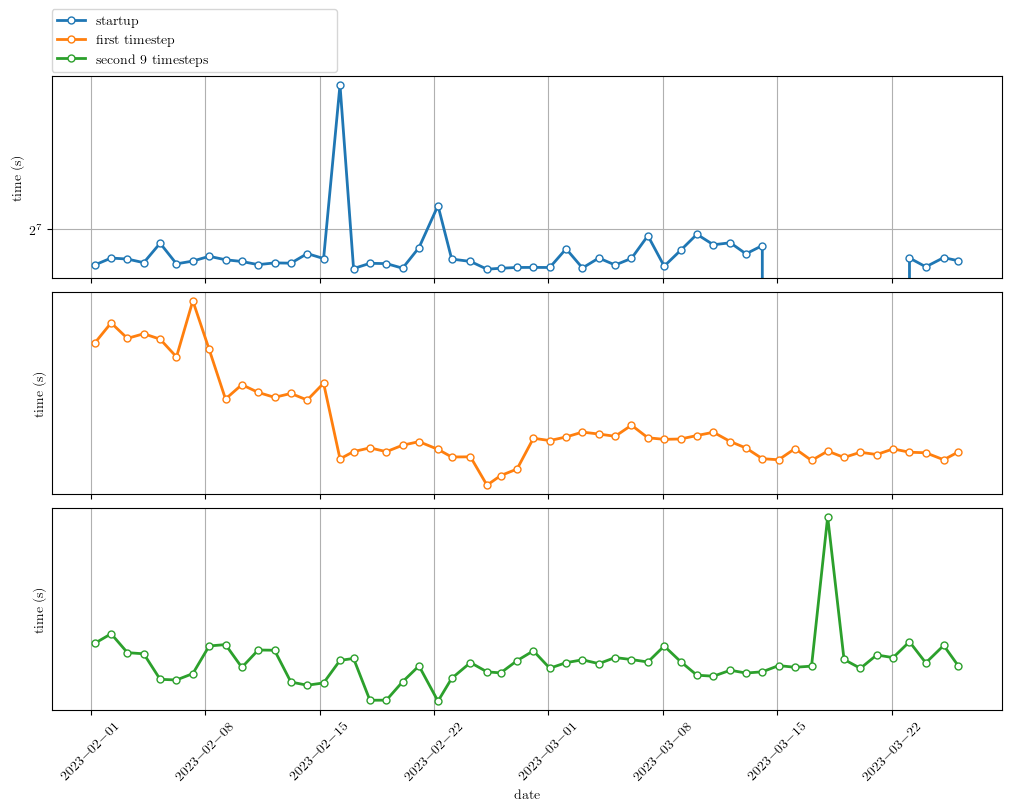 startup
first timestep
second 9 timesteps
time (s)
2^7
time (s)
time (s)
2023−02−01
2023−02−08
2023−02−15
2023−02−22
2023−03−01
2023−03−08
2023−03−15
2023−03−22
date